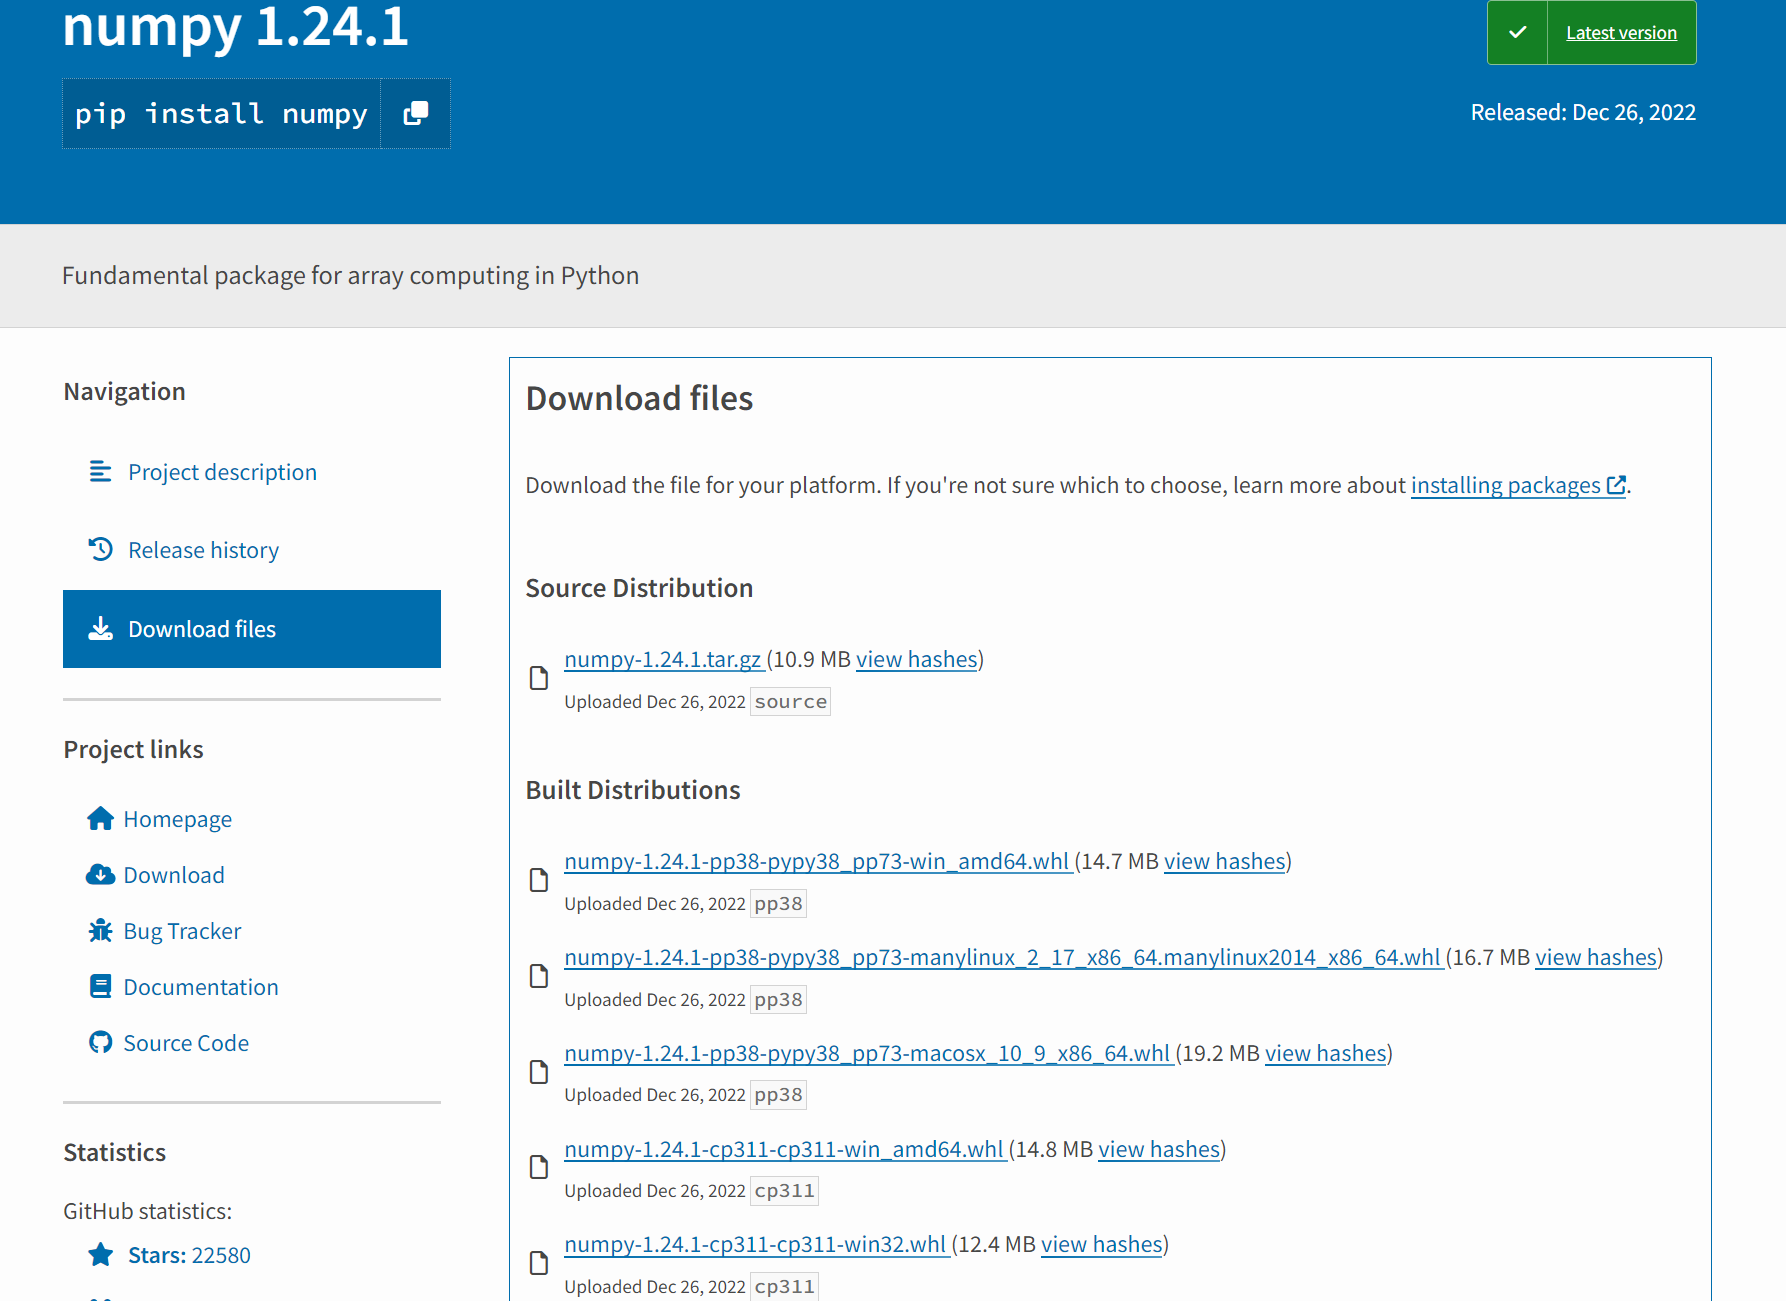 numpy 1.24.1
pip install numpy
Latest version
Released: Dec 26, 2022
Fundamental package for array computing in Python
Navigation
Project description
Release history
Download files
Project links
Homepage
Download
Bug Tracker
Documentation
Source Code
Statistics
GitHub statistics:
Stars: 22580
Download files
Download the file for your platform. If you're not sure which to choose, learn more about installing packages.
Source Distribution
numpy-1.24.1.tar.gz (10.9 MB view hashes)
Uploaded Dec 26, 2022 source
Built Distributions
numpy-1.24.1-pp38-pypy38_pp73-win_amd64.whl (14.7 MB view hashes)
Uploaded Dec 26, 2022 pp38
numpy-1.24.1-pp38-pypy38_pp73-manylinux_2_17_x86_64.manylinux2014_x86_64.whl (16.7 MB view hashes)
Uploaded Dec 26, 2022 pp38
numpy-1.24.1-pp38-pypy38_pp73-macosx_10_9_x86_64.whl (19.2 MB view hashes)
Uploaded Dec 26, 2022 pp38
numpy-1.24.1-cp311-cp311-win_amd64.whl (14.8 MB view hashes)
Uploaded Dec 26, 2022 cp311
numpy-1.24.1-cp311-cp311-win32.whl (12.4 MB view hashes)
Uploaded Dec 26, 2022 cp311